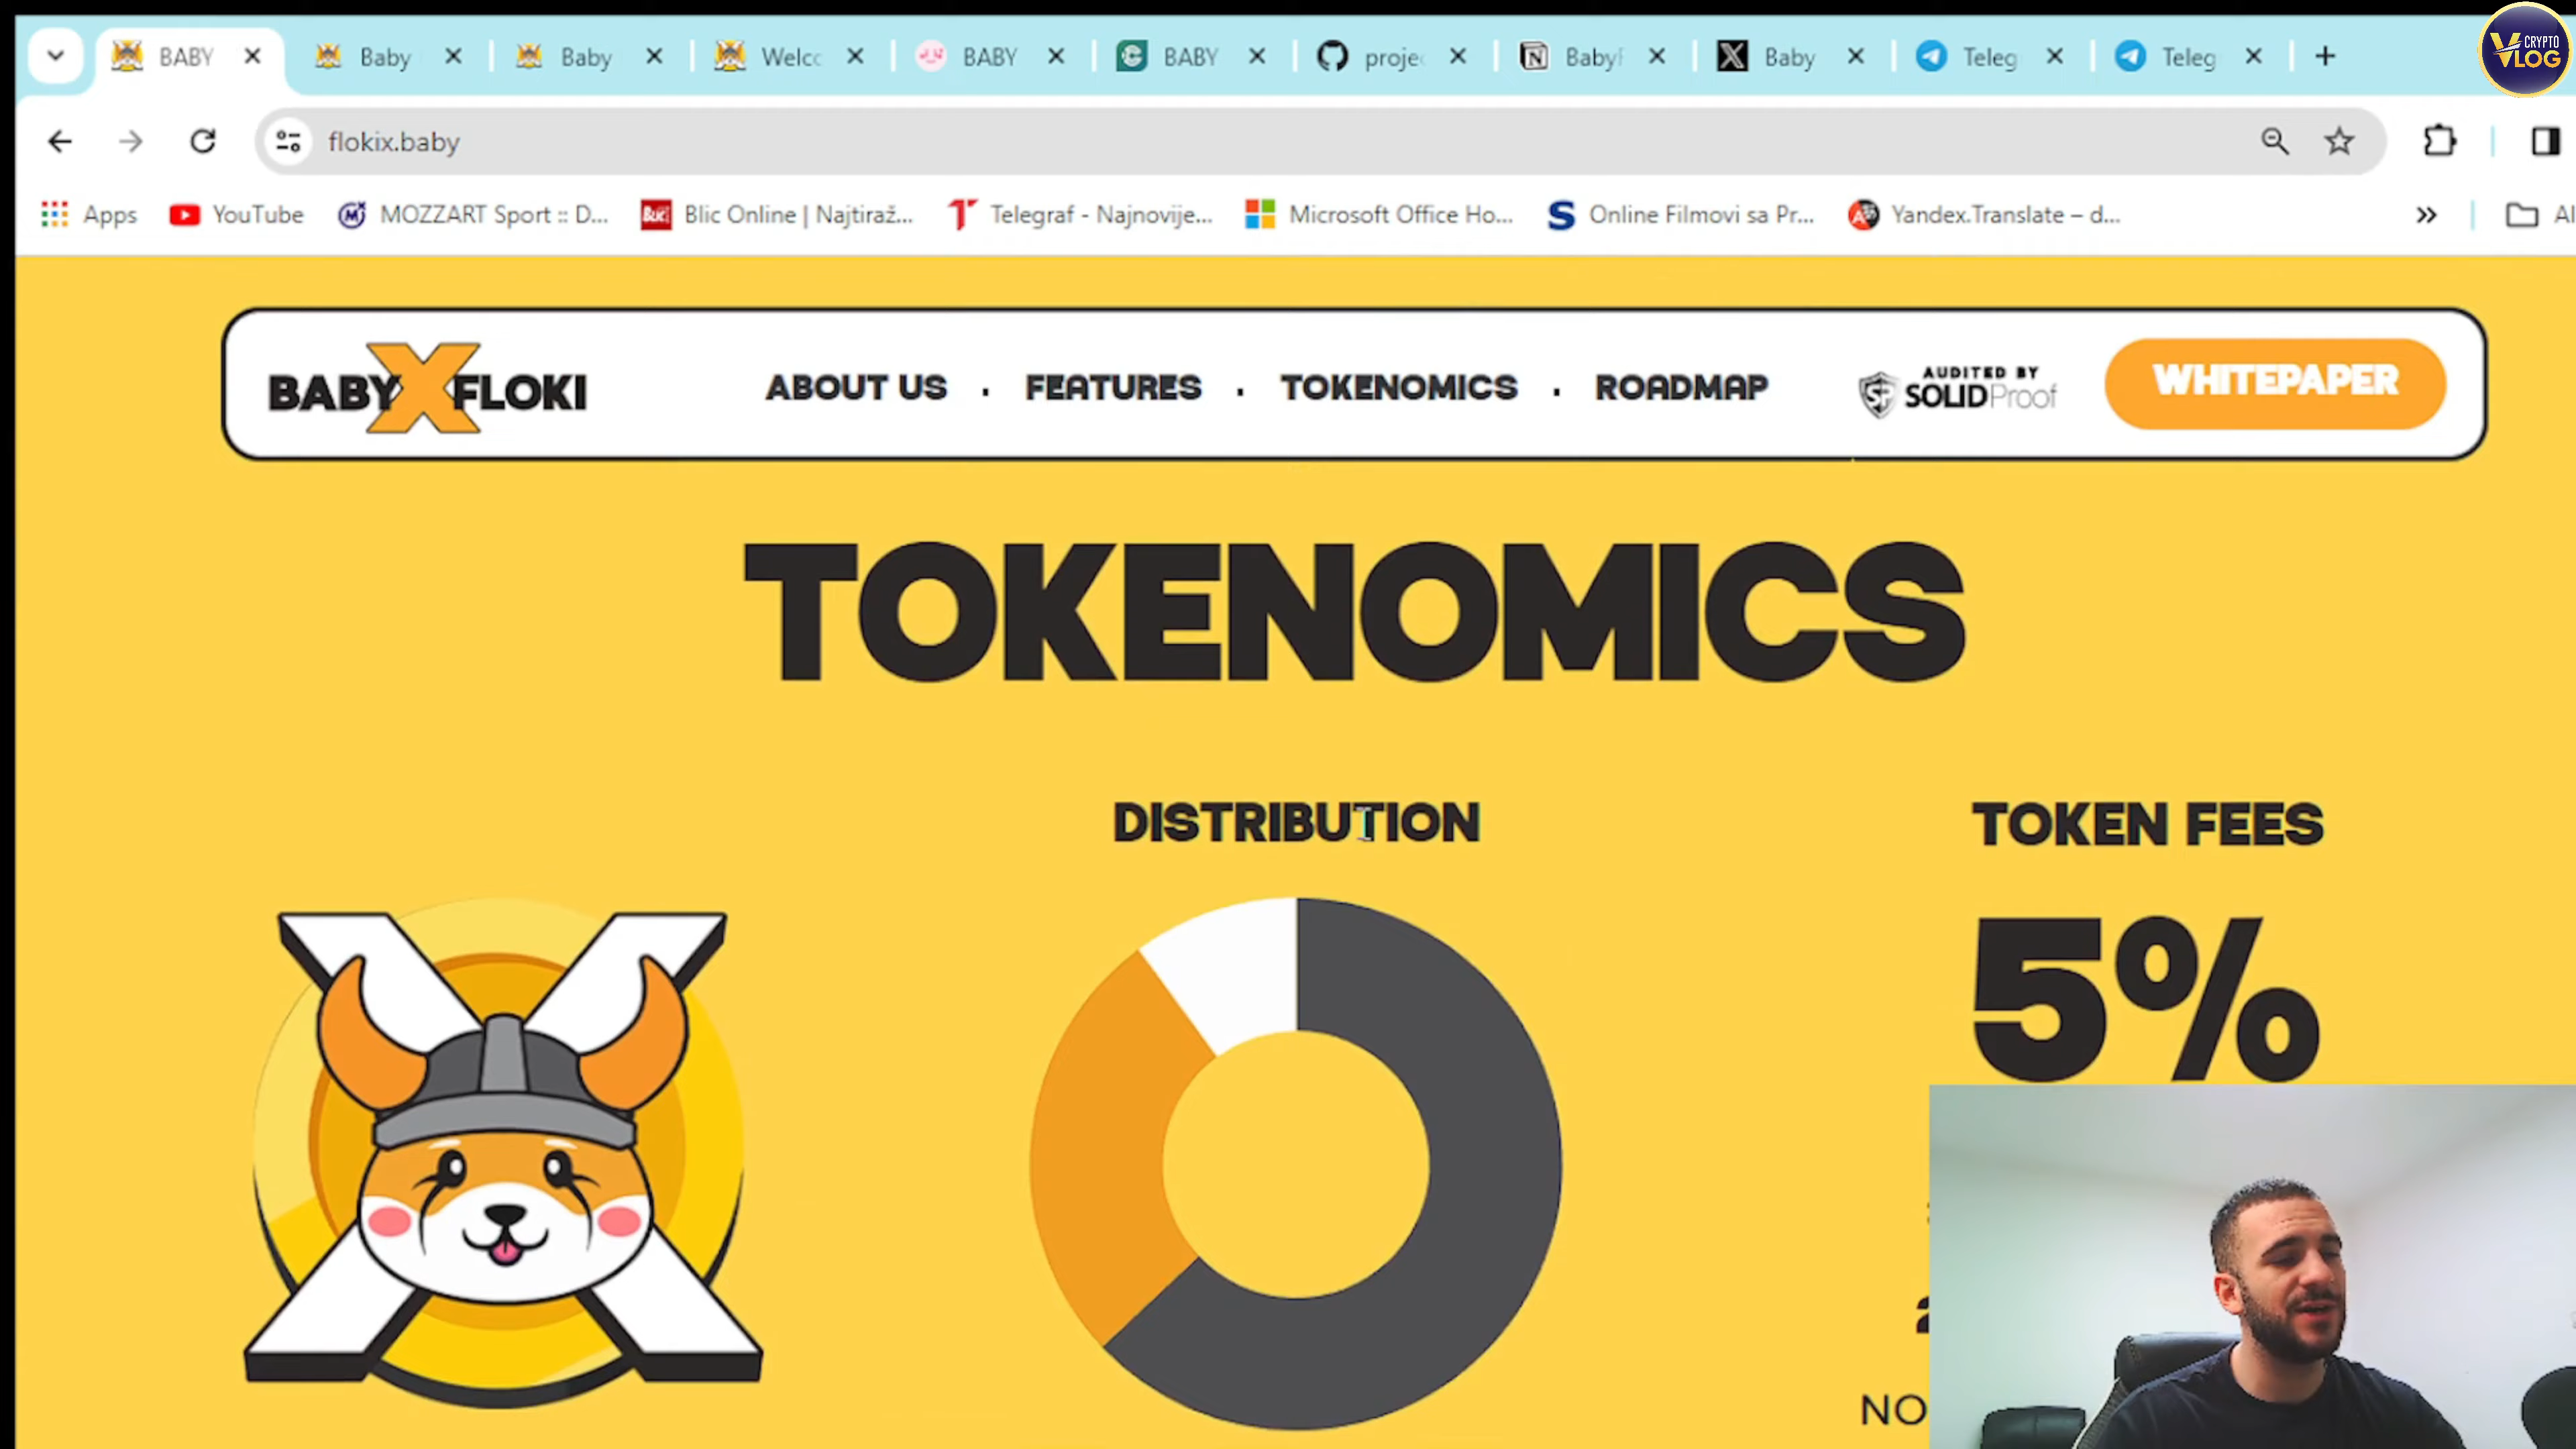 BABY Baby Baby Welc BABY BABY proje Baby Baby Teleg Teleg
CRYPTO
VLOG
flokix.baby
Apps YouTube MOZZART Sport :: D... Blic Online | Najtiraž... Telegraf - Najnovije... Microsoft Office Ho... Online Filmovi sa Pr... Yandex.Translate – d... Al
BABY X FLOKI ABOUT US · FEATURES · TOKENOMICS · ROADMAP AUDITED BY SOLIDProof WHITEPAPER
TOKENOMICS
DISTRIBUTION
TOKEN FEES
5%
NO